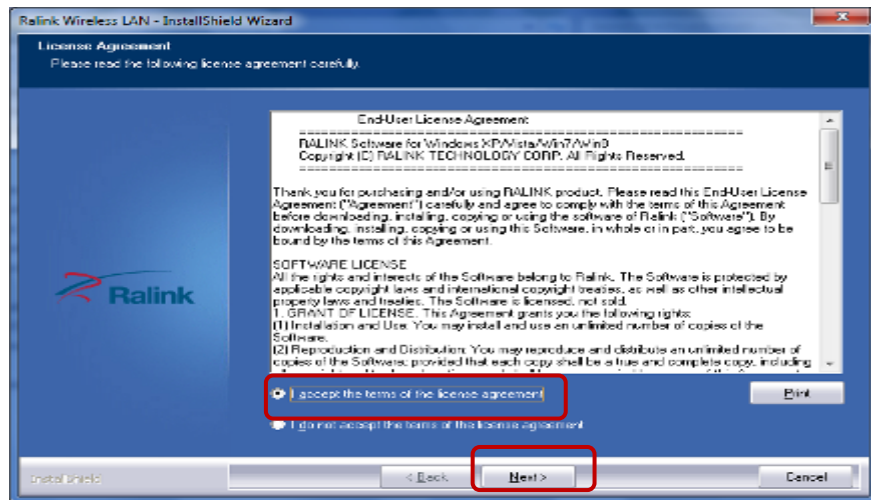 Ralink Wireless LAN - InstallShield Wizard
License Agreement
Please read the following license agreement carefully.
End-User License Agreement
===============================================================
RALINK Software for Windows XP/Vista/Win7/Win8
Copyright (C) RALINK TECHNOLOGY CORP. All Rights Reserved.
===============================================================
Thank you for purchasing and/or using RALINK product. Please read this End-User License
Agreement ("Agreement") carefully and agree to comply with the terms of this Agreement
before downloading, installing, copying or using the software of Ralink ("Software"). By
downloading, installing, copying or using this Software, in whole or in part, you agree to be
bound by the terms of this Agreement.
SOFTWARE LICENSE
All the rights and interests of the Software belong to Ralink. The Software is protected by
applicable copyright laws and international copyright treaties, as well as other intellectual
property laws and treaties. The Software is licensed, not sold.
1. GRANT OF LICENSE. This Agreement grants you the following rights:
(1) Installation and Use: You may install and use an unlimited number of copies of the
Software.
(2) Reproduction and Distribution: You may reproduce and distribute an unlimited number of
copies of the Software; provided that each copy shall be a true and complete copy, including
Ralink
I accept the terms of the license agreement
Print
I do not accept the terms of the license agreement
InstallShield
< Back
Next >
Cancel